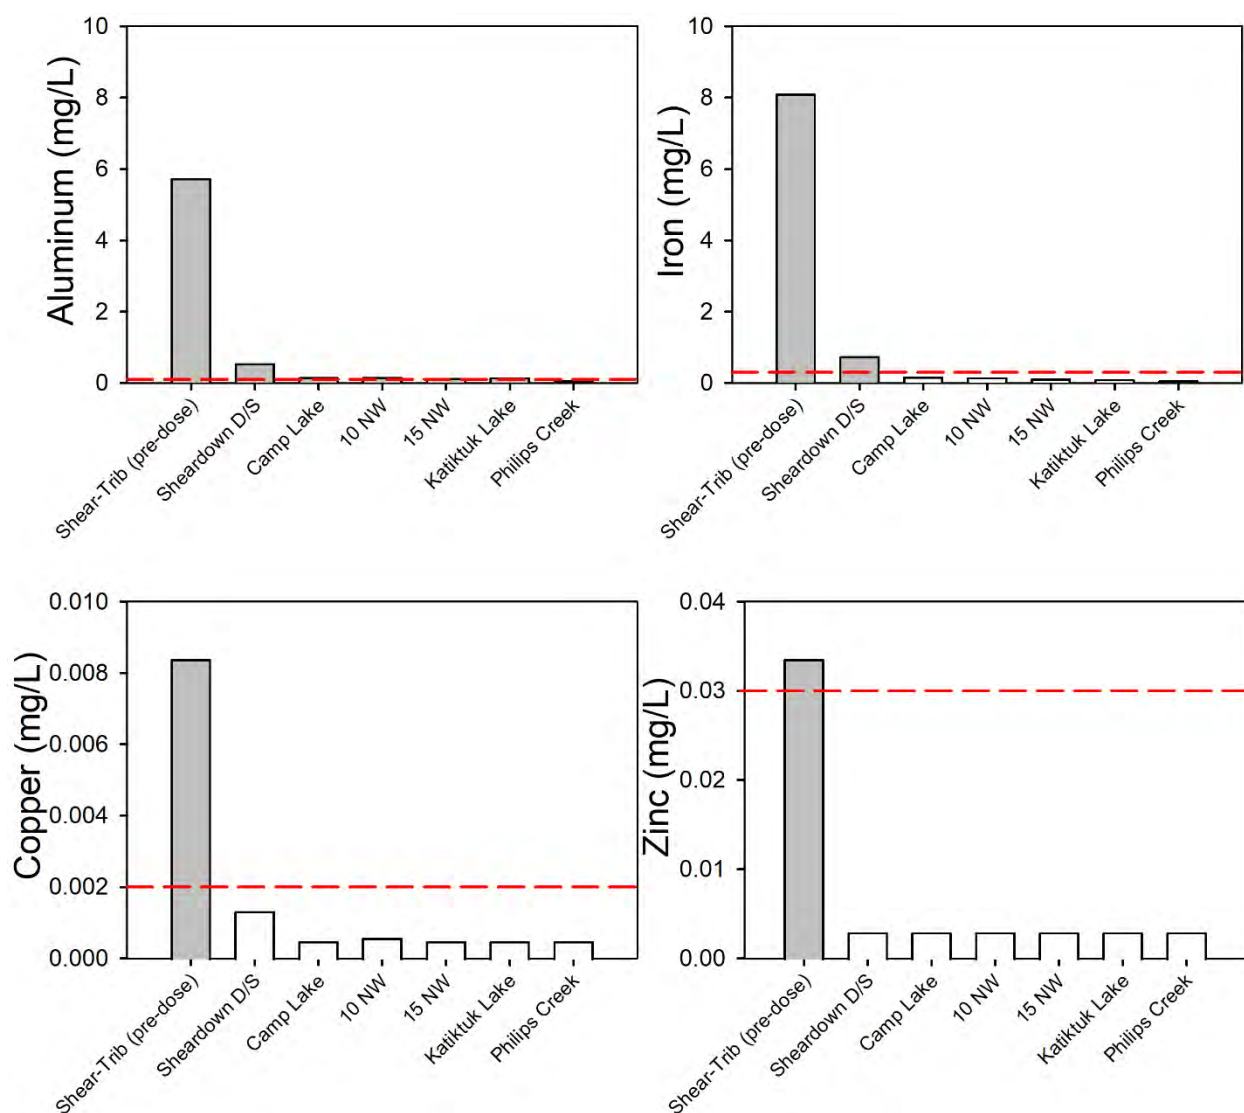 10
8
6
4
2
0
Aluminum (mg/L)
Shear-Trib (pre-dose)
Sheardown D/S
Camp Lake
10 NW
15 NW
Katiktuk Lake
Philips Creek
10
8
6
4
2
0
Iron (mg/L)
Shear-Trib (pre-dose)
Sheardown D/S
Camp Lake
10 NW
15 NW
Katiktuk Lake
Philips Creek
0.010
0.008
0.006
0.004
0.002
0.000
Copper (mg/L)
Shear-Trib (pre-dose)
Sheardown D/S
Camp Lake
10 NW
15 NW
Katiktuk Lake
Philips Creek
0.04
0.03
0.02
0.01
0.00
Zinc (mg/L)
Shear-Trib (pre-dose)
Sheardown D/S
Camp Lake
10 NW
15 NW
Katiktuk Lake
Philips Creek